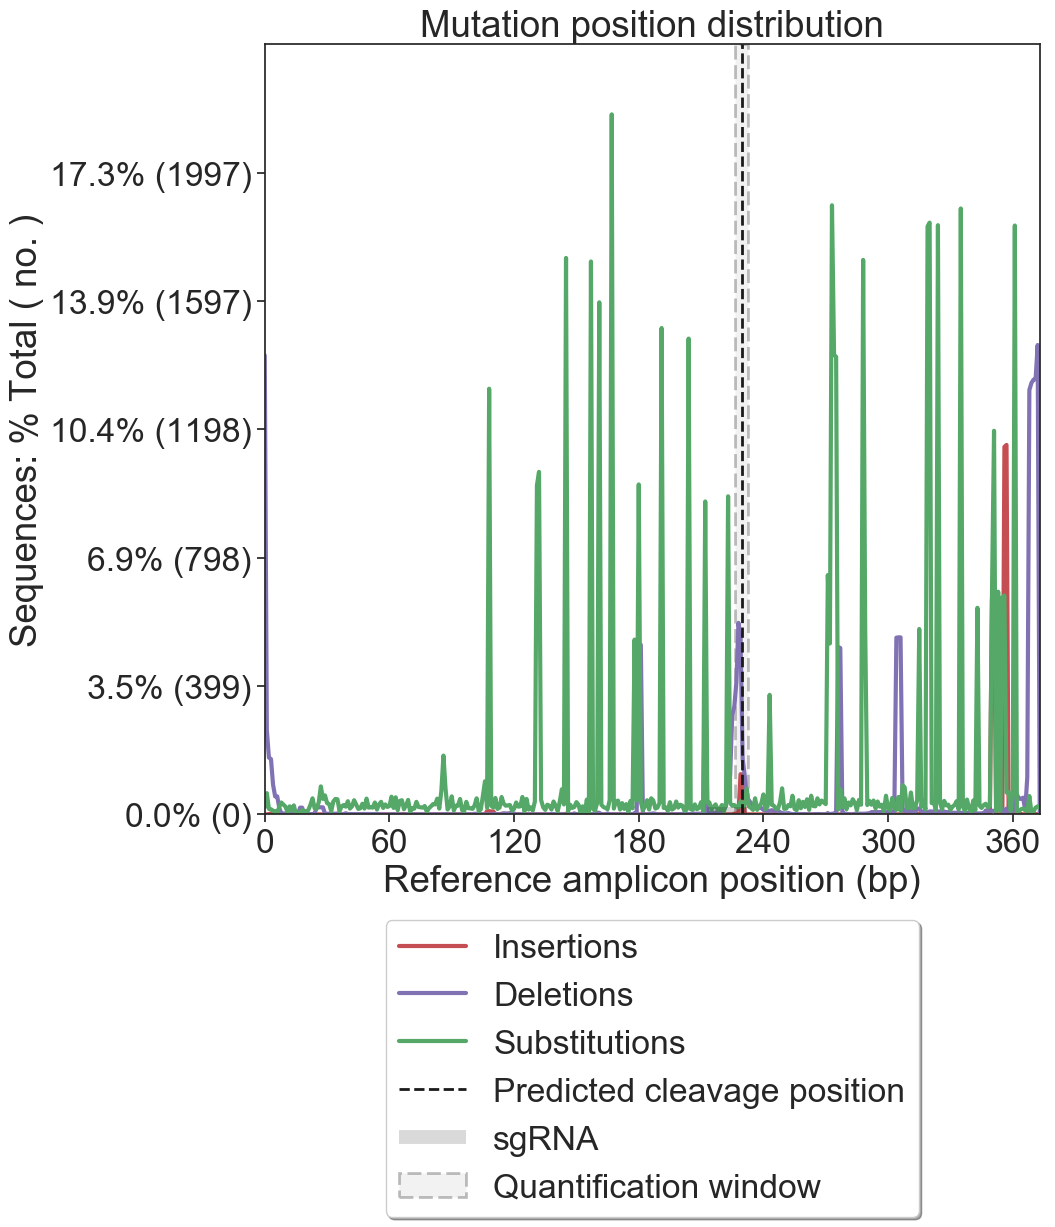 Mutation position distribution
Sequences: % Total ( no. )
17.3% (1997)
13.9% (1597)
10.4% (1198)
6.9% (798)
3.5% (399)
0.0% (0)
0 60 120 180 240 300 360
Reference amplicon position (bp)
Insertions
Deletions
Substitutions
Predicted cleavage position
sgRNA
Quantification window